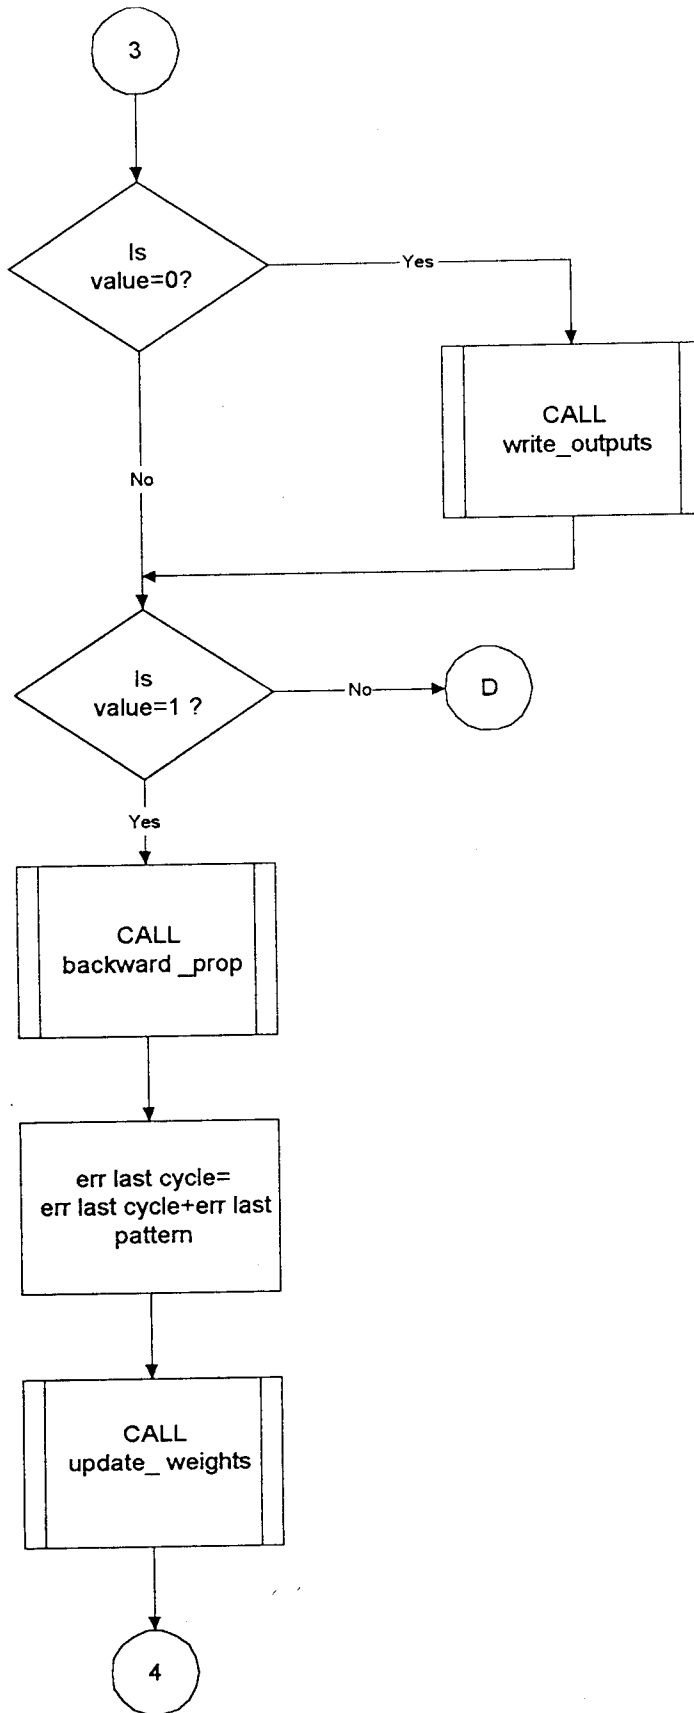 3
Is
value=0?
Yes
CALL
write_outputs
No
Is
value=1 ?
No
D
Yes
CALL
backward _prop
err last cycle=
err last cycle+err last
pattern
CALL
update_ weights
4